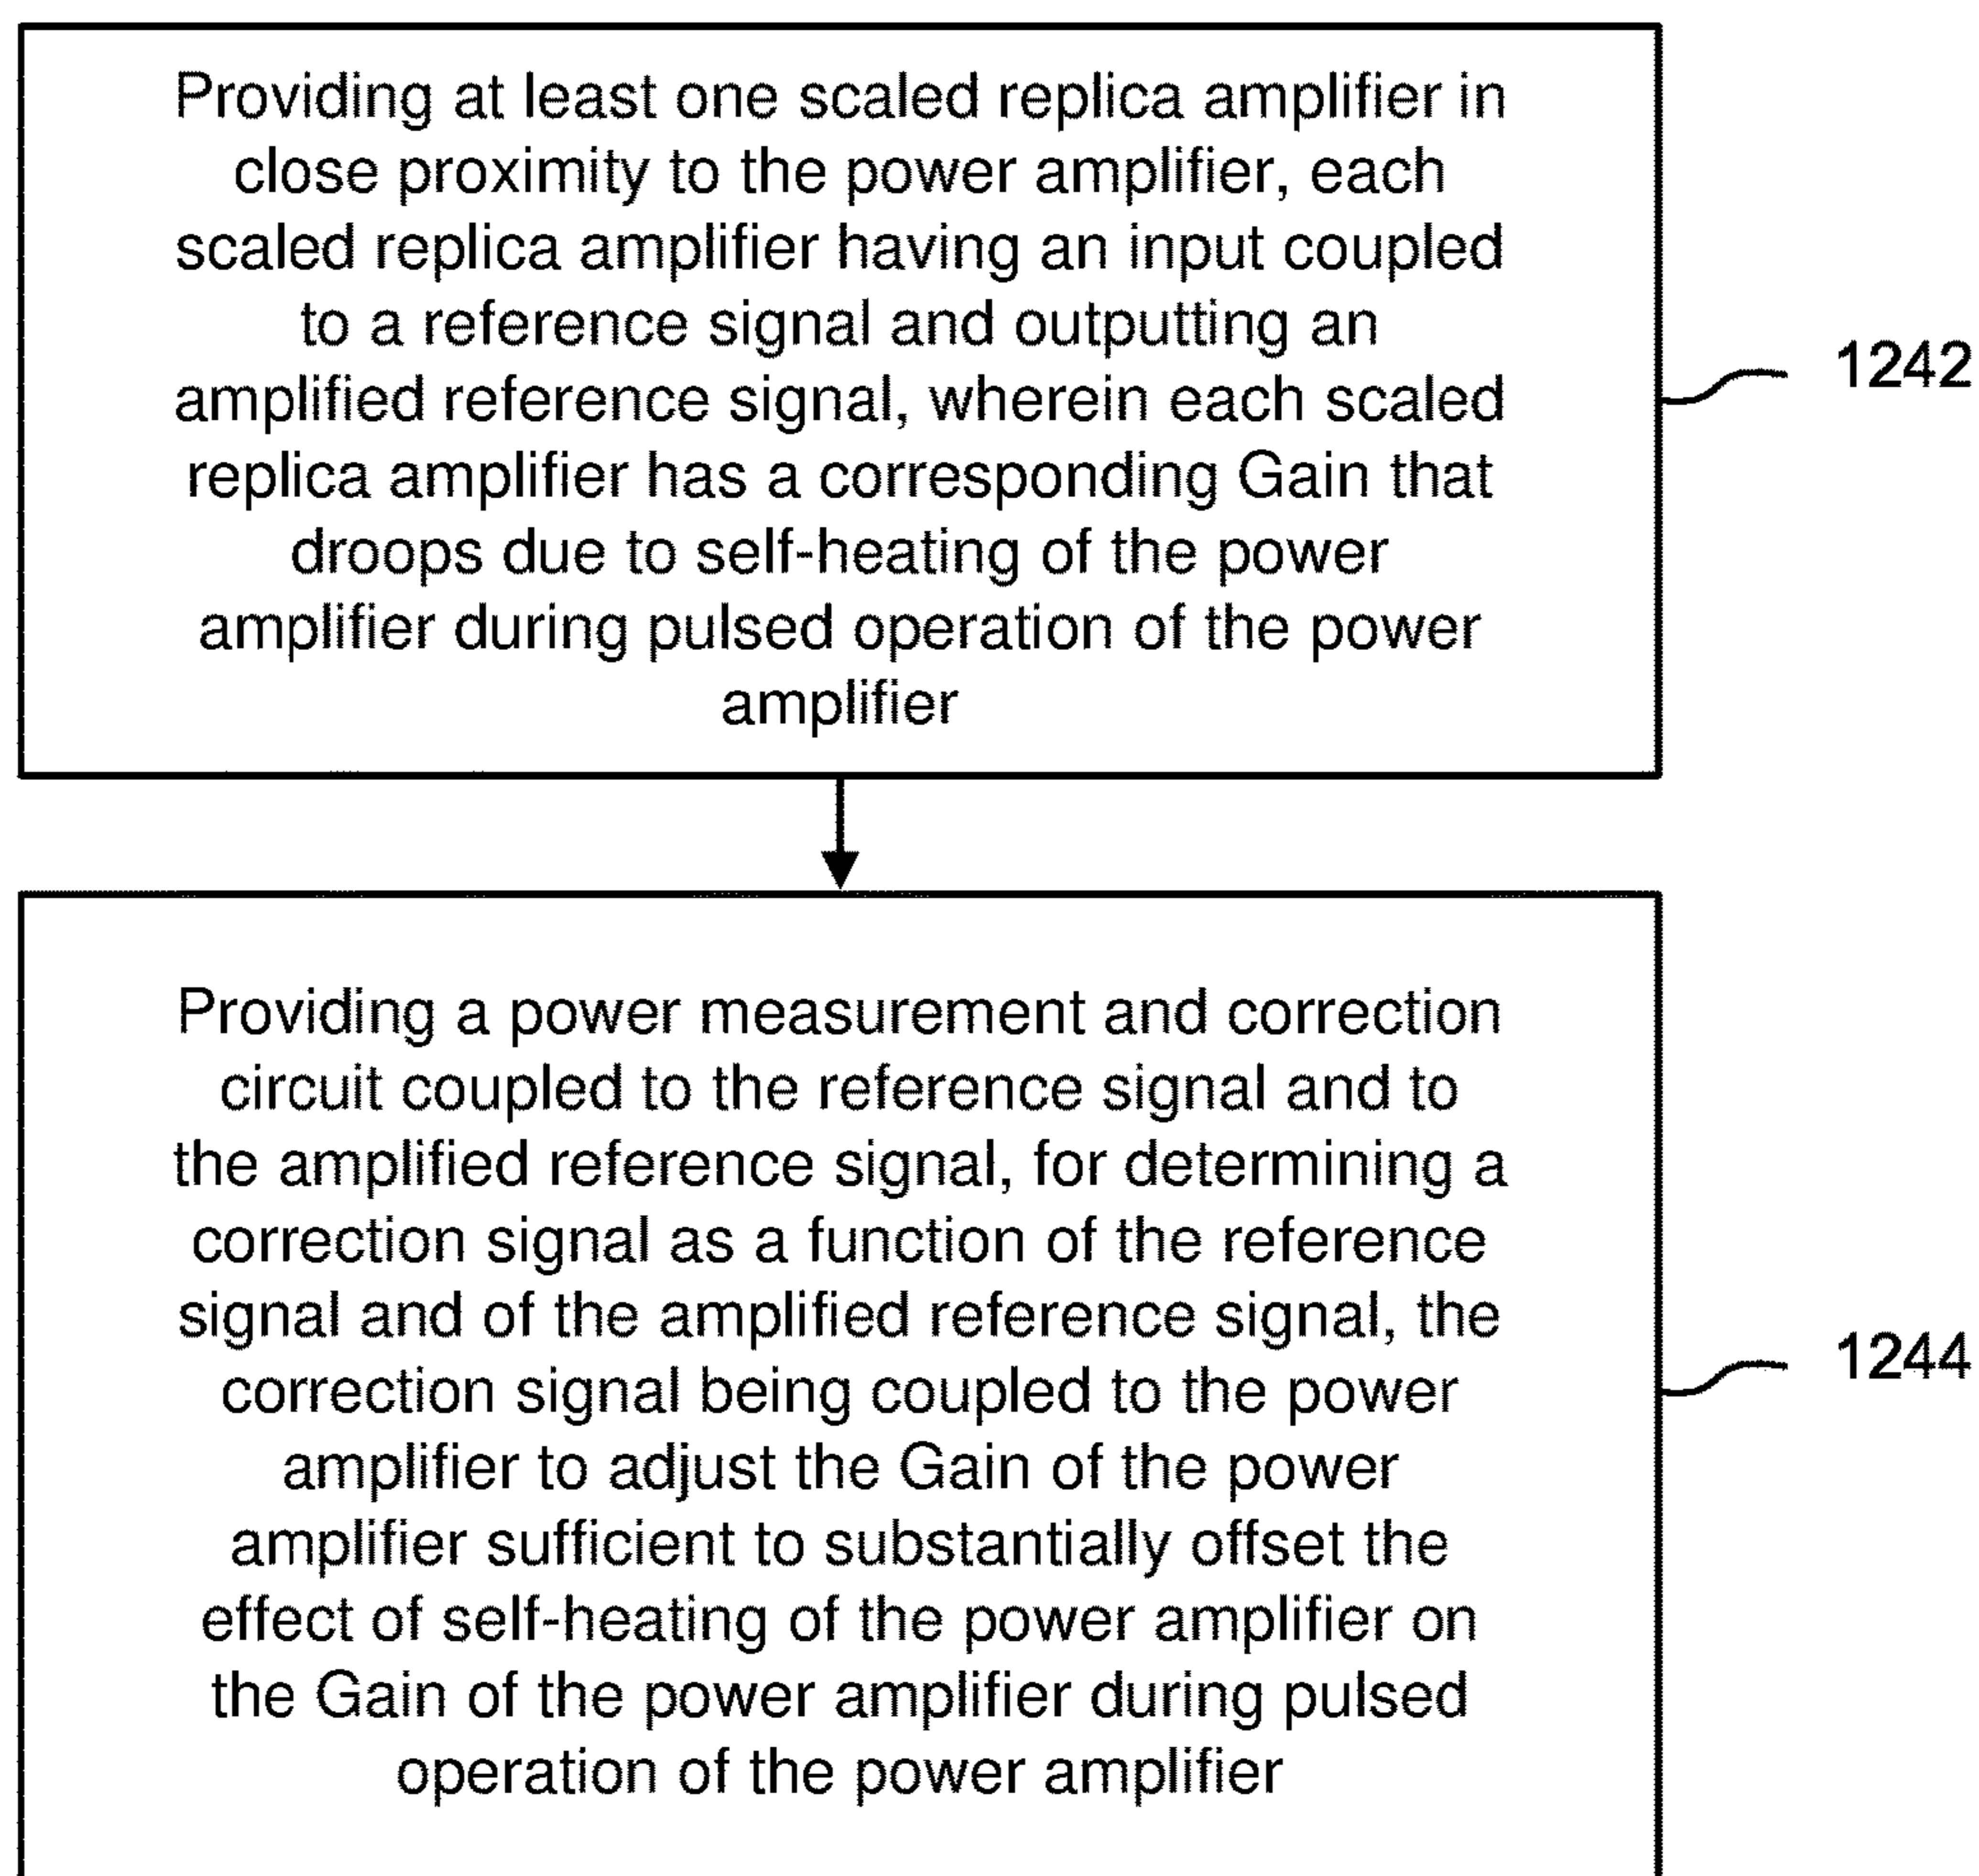 Providing at least one scaled replica amplifier in
close proximity to the power amplifier, each
scaled replica amplifier having an input coupled
to a reference signal and outputting an
amplified reference signal, wherein each scaled
replica amplifier has a corresponding Gain that
droops due to self-heating of the power
amplifier during pulsed operation of the power
amplifier
1242
Providing a power measurement and correction
circuit coupled to the reference signal and to
the amplified reference signal, for determining a
correction signal as a function of the reference
signal and of the amplified reference signal, the
correction signal being coupled to the power
amplifier to adjust the Gain of the power
amplifier sufficient to substantially offset the
effect of self-heating of the power amplifier on
the Gain of the power amplifier during pulsed
operation of the power amplifier
1244